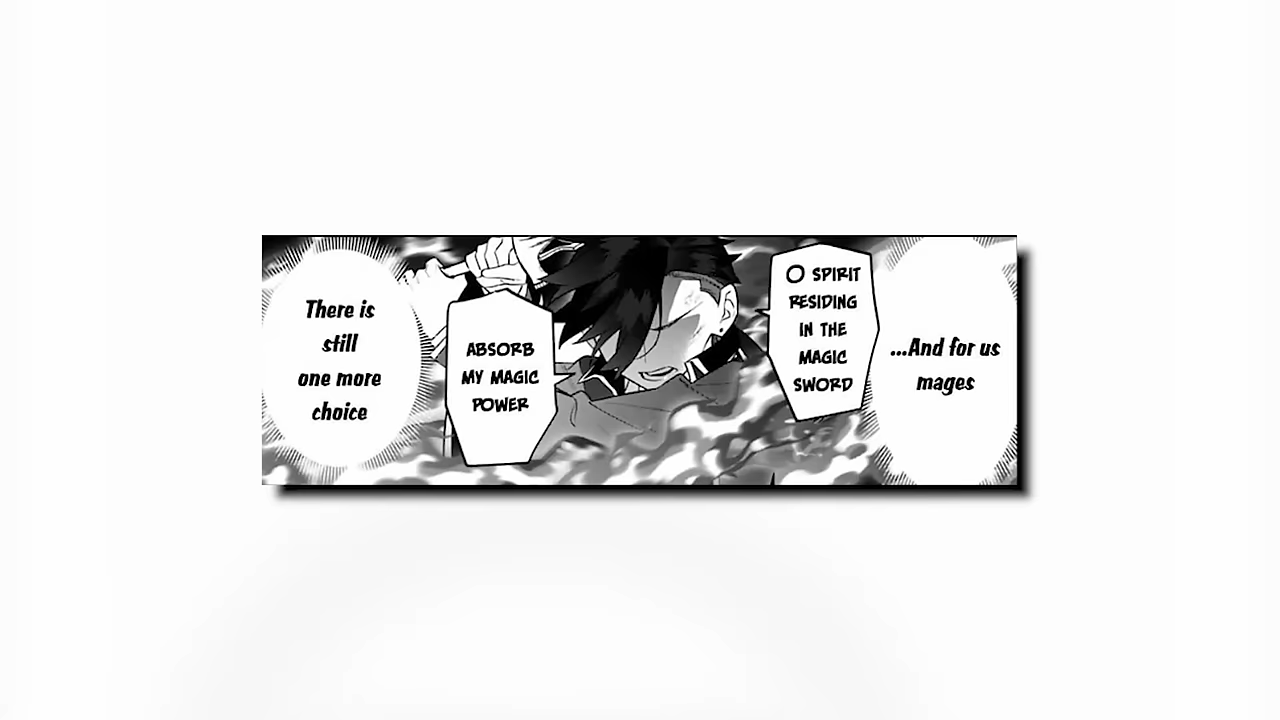 ...And for us
mages
O SPIRIT
RESIDING
IN THE
MAGIC
SWORD
ABSORB
MY MAGIC
POWER
There is
still
one more
choice